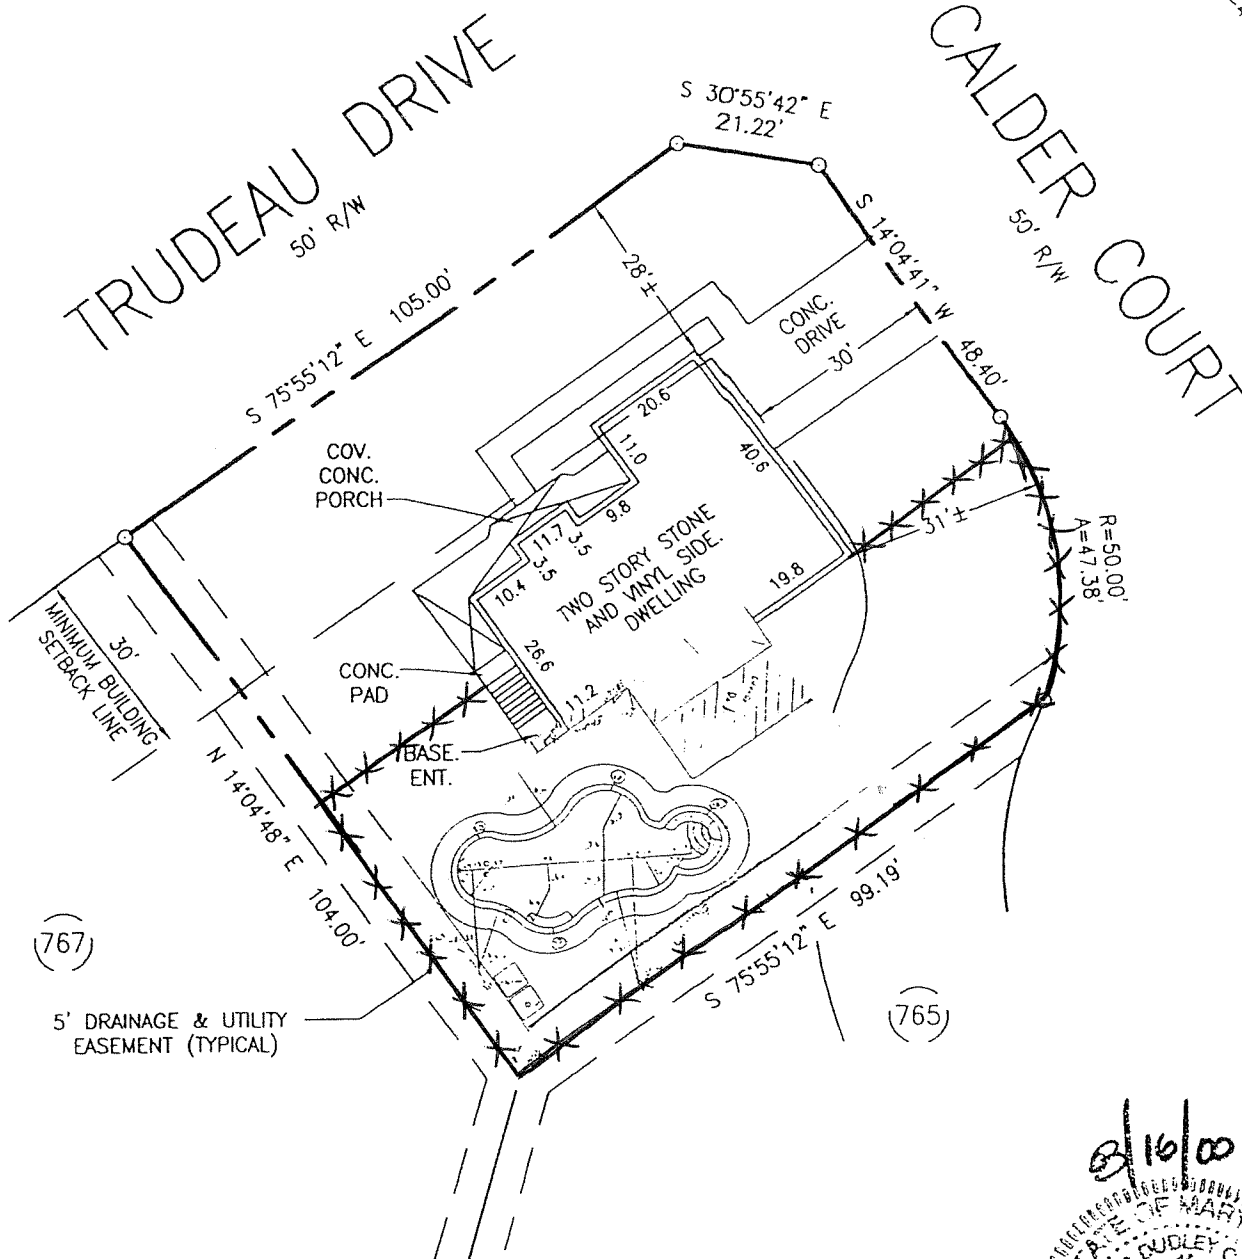 TRUDEAU DRIVE
50' R/W
CALDER COURT
50' R/W
S 30°55'42" E
21.22'
S 14°04'41" W
48.40'
S 75°55'12" E 105.00'
28'±
CONC.
DRIVE
30'
COV.
CONC.
PORCH
20.6
11.0
40.6
9.8
3.5
11.7
3.5
10.4
TWO STORY STONE
AND VINYL SIDE.
DWELLING
19.8
31'±
R=50.00'
A=47.38'
30'
MINIMUM BUILDING
SETBACK LINE
26.6
CONC.
PAD
11.2
BASE.
ENT.
N 14°04'48" E 104.00'
S 75°55'12" E 99.19'
767
765
5' DRAINAGE & UTILITY
EASEMENT (TYPICAL)
16/00
OF MARY
DUDLEY